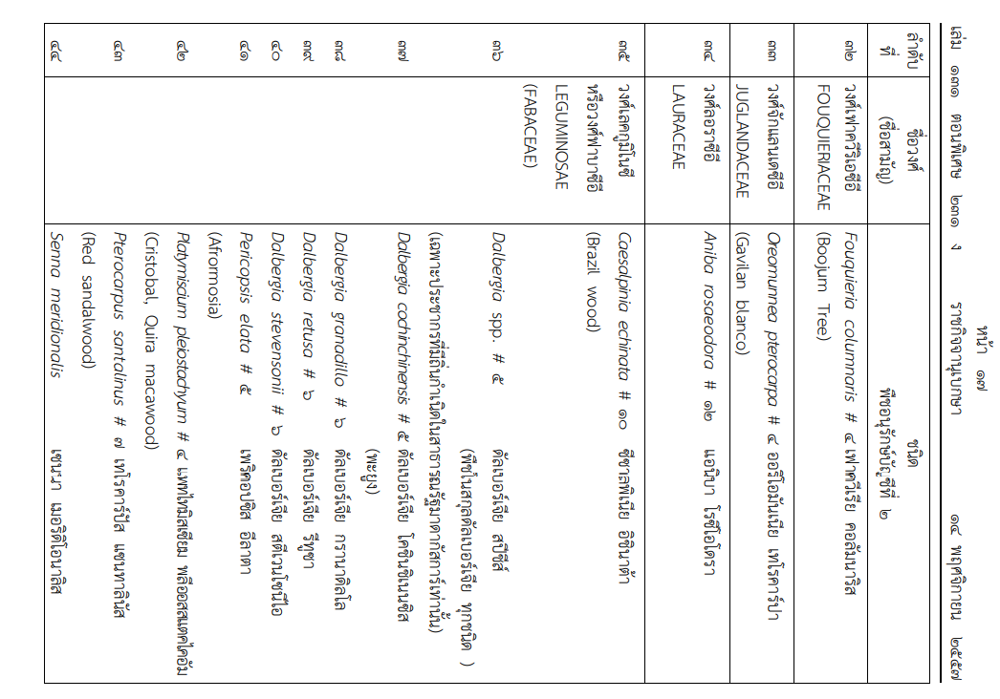 หน้า ๑๗
เล่ม ๑๓๑ ตอนพิเศษ ๒๓๑ ง ราชกิจจานุเบกษา ๑๔ พฤศจิกายน ๒๕๕๗
ลำดับ ชื่อวงศ์ ชนิด
ที่ (ชื่อสามัญ) พืชอนุรักษ์บัญชีที่ ๒
๓๒ วงศ์เฟาควีริเอซีอี Fouquieria columnaris # ๔ เฟาควีเรีย คอลัมนาริส
FOUQUIERIACEAE (Boojum Tree)
๓๓ วงศ์จักแลนเดซีอี Oreomunnea pterocarpa # ๔ ออริโอมันเนีย เทโรคาร์ปา
JUGLANDACEAE (Gavilan blanco)
๓๔ วงศ์ลอราซีอี Aniba rosaeodora # ๑๒ แอนิบา โรซีโอโดรา
LAURACEAE
๓๕ วงศ์เลคกูมิโนซี Caesalpinia echinata # ๑๐ ซีซาลพิเนีย อิชินาต้า
หรือวงศ์ฟาบาซีอี (Brazil wood)
LEGUMINOSAE
(FABACEAE)
๓๖ Dalbergia spp. # ๕ ดัลเบอร์เจีย สปีชีส์
(พืชในสกุลดัลเบอร์เจีย ทุกชนิด )
(เฉพาะประชากรที่มีถิ่นกำเนิดในสาธารณรัฐมาดากัสการ์เท่านั้น)
๓๗ Dalbergia cochinchinensis # ๕ ดัลเบอร์เจีย โคชินชิเนนซิส
(พะยูง)
๓๘ Dalbergia granadillo # ๖ ดัลเบอร์เจีย กรานาดิลโล
๓๙ Dalbergia retusa # ๖ ดัลเบอร์เจีย รีทูซา
๔๐ Dalbergia stevensonii # ๖ ดัลเบอร์เจีย สตีเวนโซนี่ไอ
๔๑ Pericopsis elata # ๕ เพริคอปซิส อีลาตา
(Afrormosia)
๔๒ Platymiscium pleiostachyum # ๔ แพทไทมิสเซียม พลีออสแตคไคอัม
(Cristobal, Quira macawood)
๔๓ Pterocarpus santalinus # ๗ เทโรคาร์ปัส แซนทาลินัส
(Red sandalwood)
๔๔ Senna meridionalis เซนนา เมอริดิโอนาลิส